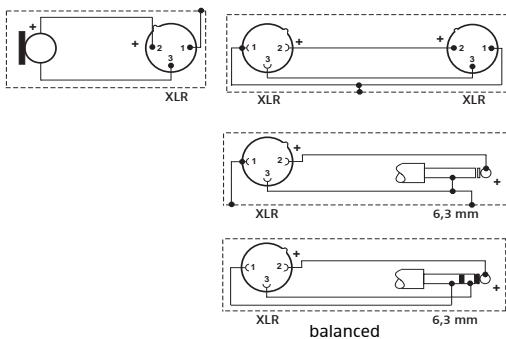 + + 2 1 3
XLR
1 2 + 3 + 2 1 3
XLR XLR
1 2 + 3 +
XLR 6,3 mm
1 2 + 3 +
XLR 6,3 mm
balanced